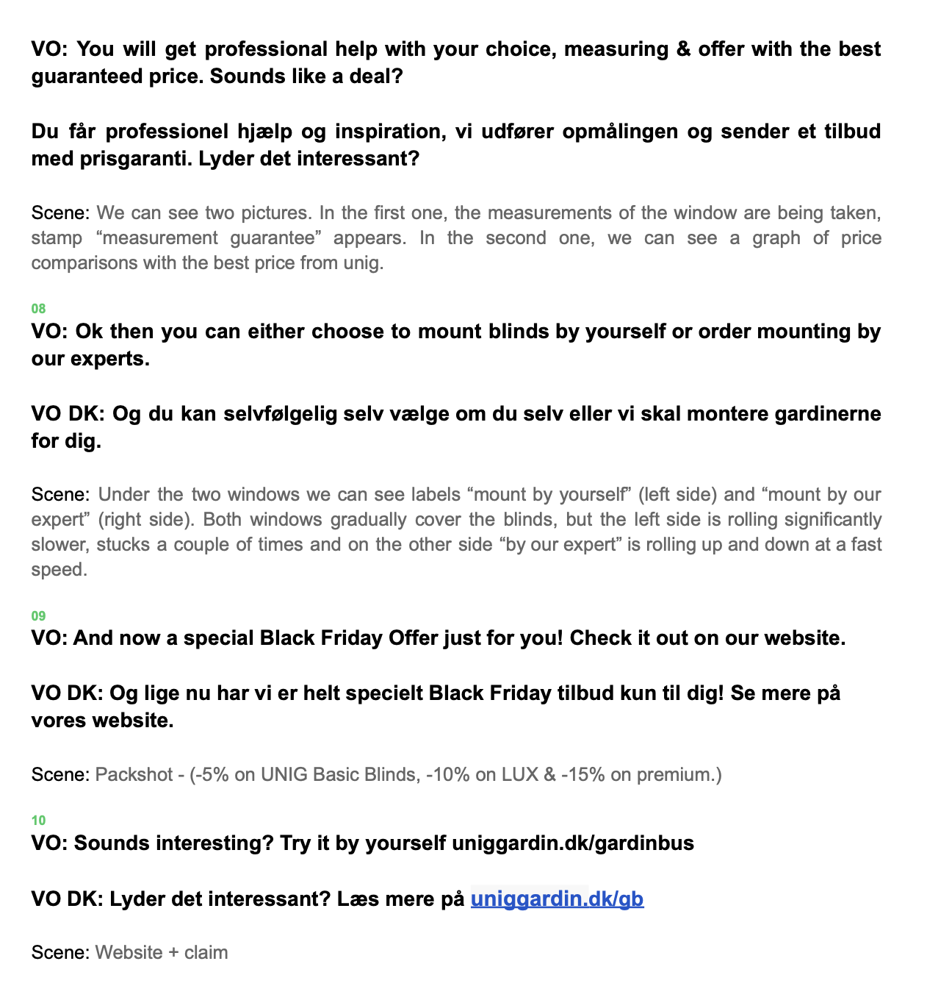 VO: You will get professional help with your choice, measuring & offer with the best
guaranteed price. Sounds like a deal?
Du får professionel hjælp og inspiration, vi udfører opmålingen og sender et tilbud
med prisgaranti. Lyder det interessant?
Scene: We can see two pictures. In the first one, the measurements of the window are being taken,
stamp “measurement guarantee” appears. In the second one, we can see a graph of price
comparisons with the best price from unig.
08
VO: Ok then you can either choose to mount blinds by yourself or order mounting by
our experts.
VO DK: Og du kan selvfølgelig selv vælge om du selv eller vi skal montere gardinerne
for dig.
Scene: Under the two windows we can see labels “mount by yourself” (left side) and “mount by our
expert” (right side). Both windows gradually cover the blinds, but the left side is rolling significantly
slower, stucks a couple of times and on the other side “by our expert” is rolling up and down at a fast
speed.
09
VO: And now a special Black Friday Offer just for you! Check it out on our website.
VO DK: Og lige nu har vi er helt specielt Black Friday tilbud kun til dig! Se mere på
vores website.
Scene: Packshot - (-5% on UNIG Basic Blinds, -10% on LUX & -15% on premium.)
10
VO: Sounds interesting? Try it by yourself uniggardin.dk/gardinbus
VO DK: Lyder det interessant? Læs mere på uniggardin.dk/gb
Scene: Website + claim